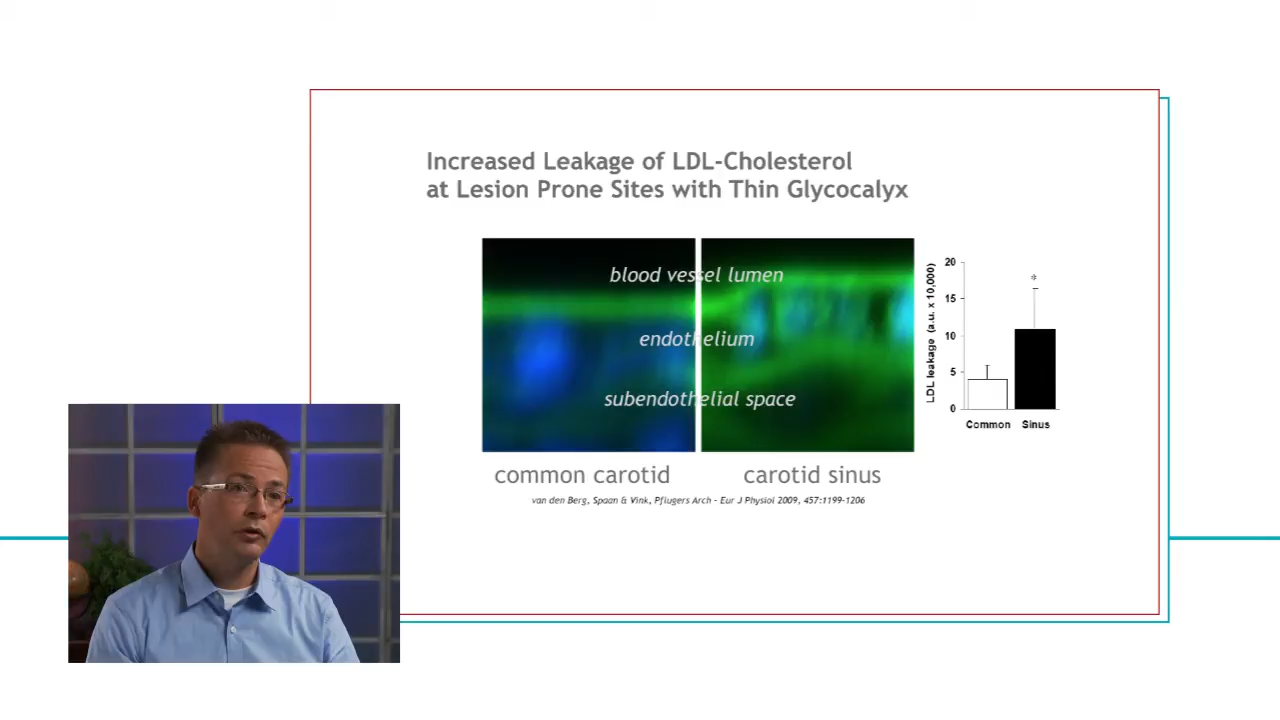 Increased Leakage of LDL-Cholesterol
at Lesion Prone Sites with Thin Glycocalyx
blood vessel lumen
endothelium
subendothelial space
common carotid
carotid sinus
van den Berg, Spaan & Vink, Pflugers Arch - Eur J Physiol 2009, 457:1199-1206
LDL leakage (a.u. x 10,000)
20
15
10
5
0
*
Common
Sinus